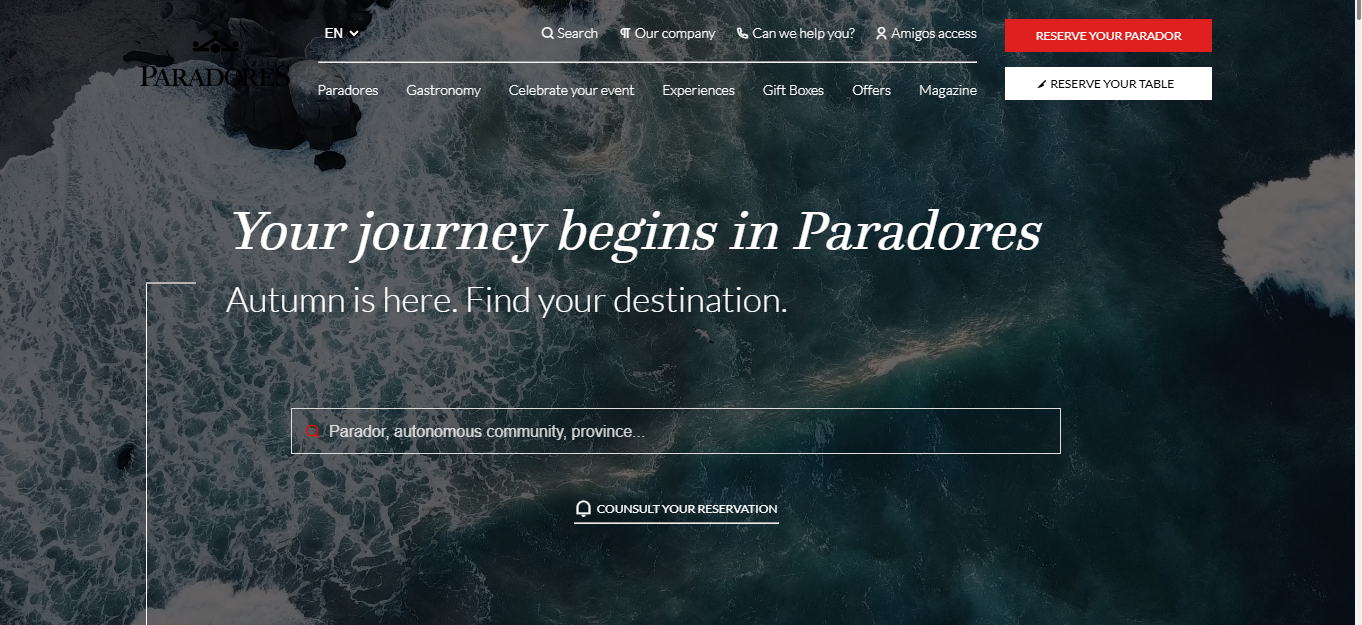 EN
Search
Our company
Can we help you?
Amigos access
RESERVE YOUR PARADOR
PARADORES
Paradores
Gastronomy
Celebrate your event
Experiences
Gift Boxes
Offers
Magazine
RESERVE YOUR TABLE
Your journey begins in Paradores
Autumn is here. Find your destination.
Parador, autonomous community, province...
COUNSULT YOUR RESERVATION